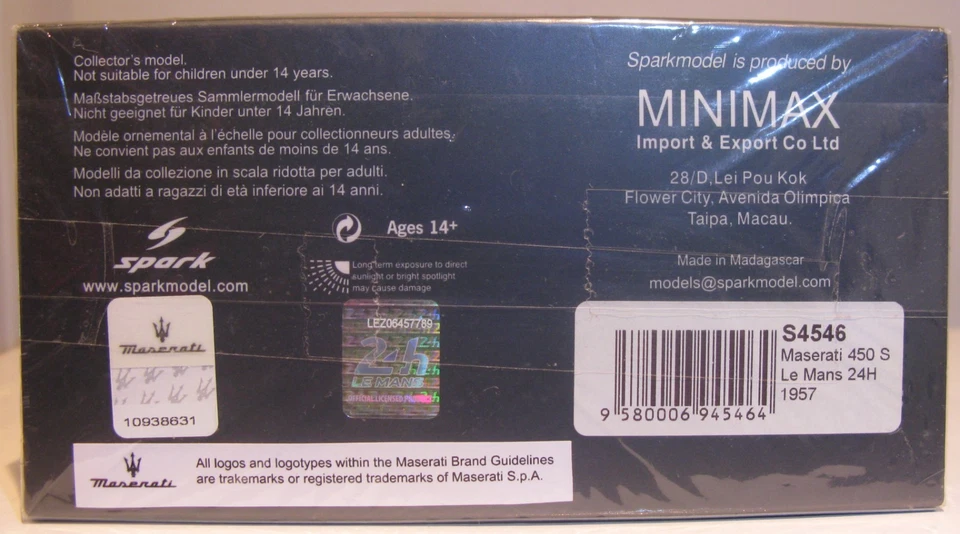 Collector's model.
Not suitable for children under 14 years.
Maßstabsgetreues Sammlermodell für Erwachsene.
Nicht geeignet für Kinder unter 14 Jahren.
Modèle ornemental à l'échelle pour collectionneurs adultes.
Ne convient pas aux enfants de moins de 14 ans.
Modelli da collezione in scala ridotta per adulti.
Non adatti a ragazzi di età inferiore ai 14 anni.
spark
www.sparkmodel.com
Ages 14+
Long term exposure to direct
sunlight or bright spotlight
may cause damage
Sparkmodel is produced by
MINIMAX
Import & Export Co Ltd
28/D,Lei Pou Kok
Flower City, Avenida Olimpica
Taipa, Macau.
Made in Madagascar
models@sparkmodel.com
Maserati
10938631
LEZ06457789
24h
LE MANS
OFFICIAL LICENSED PRODUCT
S4546
Maserati 450 S
Le Mans 24H
1957
9 580006 945464
Maserati
All logos and logotypes within the Maserati Brand Guidelines
are trakemarks or registered trademarks of Maserati S.p.A.